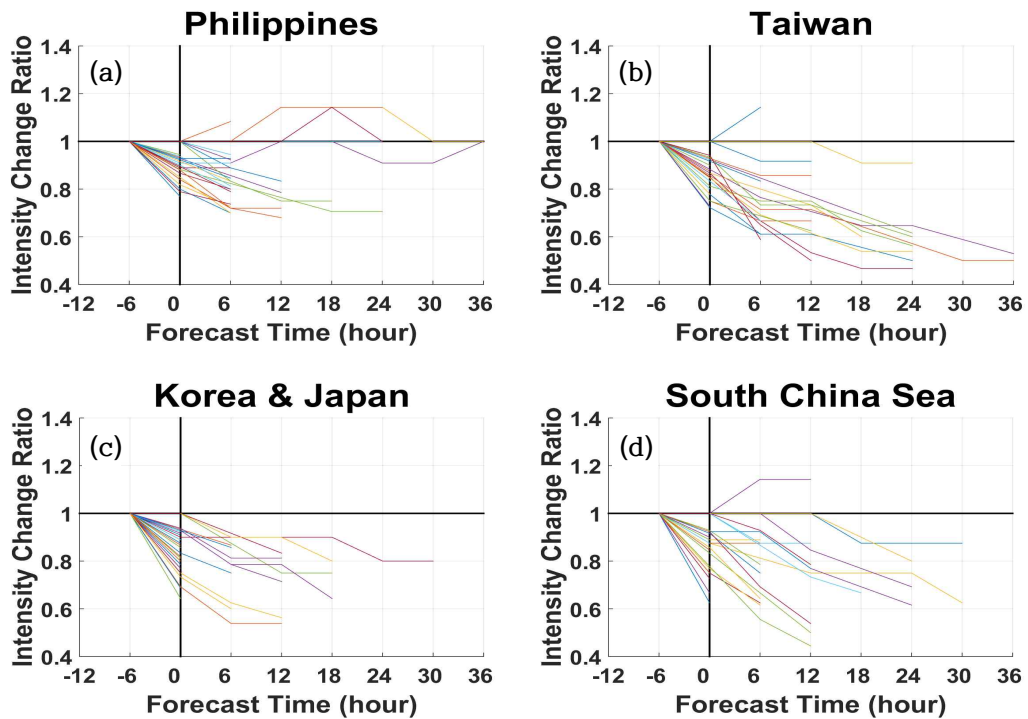 Philippines
(a)
Intensity Change Ratio
1.4
1.2
1
0.8
0.6
0.4
-12 -6 0 6 12 18 24 30 36
Forecast Time (hour)
Taiwan
(b)
Intensity Change Ratio
1.4
1.2
1
0.8
0.6
0.4
-12 -6 0 6 12 18 24 30 36
Forecast Time (hour)
Korea & Japan
(c)
Intensity Change Ratio
1.4
1.2
1
0.8
0.6
0.4
-12 -6 0 6 12 18 24 30 36
Forecast Time (hour)
South China Sea
(d)
Intensity Change Ratio
1.4
1.2
1
0.8
0.6
0.4
-12 -6 0 6 12 18 24 30 36
Forecast Time (hour)